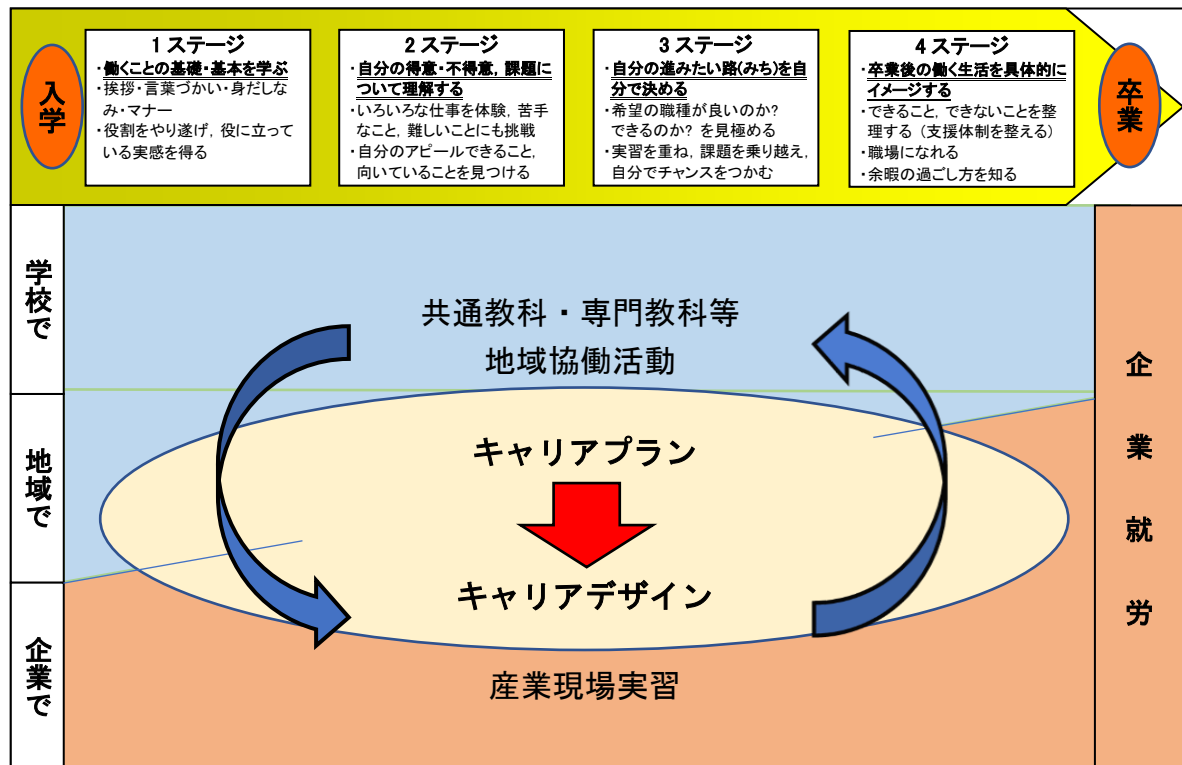 入学
1ステージ
・働くことの基礎・基本を学ぶ
・挨拶・言葉づかい・身だしな
み・マナー
・役割をやり遂げ，役に立って
いる実感を得る
2ステージ
・自分の得意・不得意，課題に
ついて理解する
・いろいろな仕事を体験，苦手
なこと，難しいことにも挑戦
・自分のアピールできること，
向いていることを見つける
3ステージ
・自分の進みたい路(みち)を自
分で決める
・希望の職種が良いのか？
できるのか？ を見極める
・実習を重ね，課題を乗り越え，
自分でチャンスをつかむ
4ステージ
・卒業後の働く生活を具体的に
イメージする
・できること，できないことを整
理する（支援体制を整える）
・職場になれる
・余暇の過ごし方を知る
卒業
学校で
地域で
企業で
共通教科・専門教科等
地域協働活動
キャリアプラン
キャリアデザイン
産業現場実習
企業就労